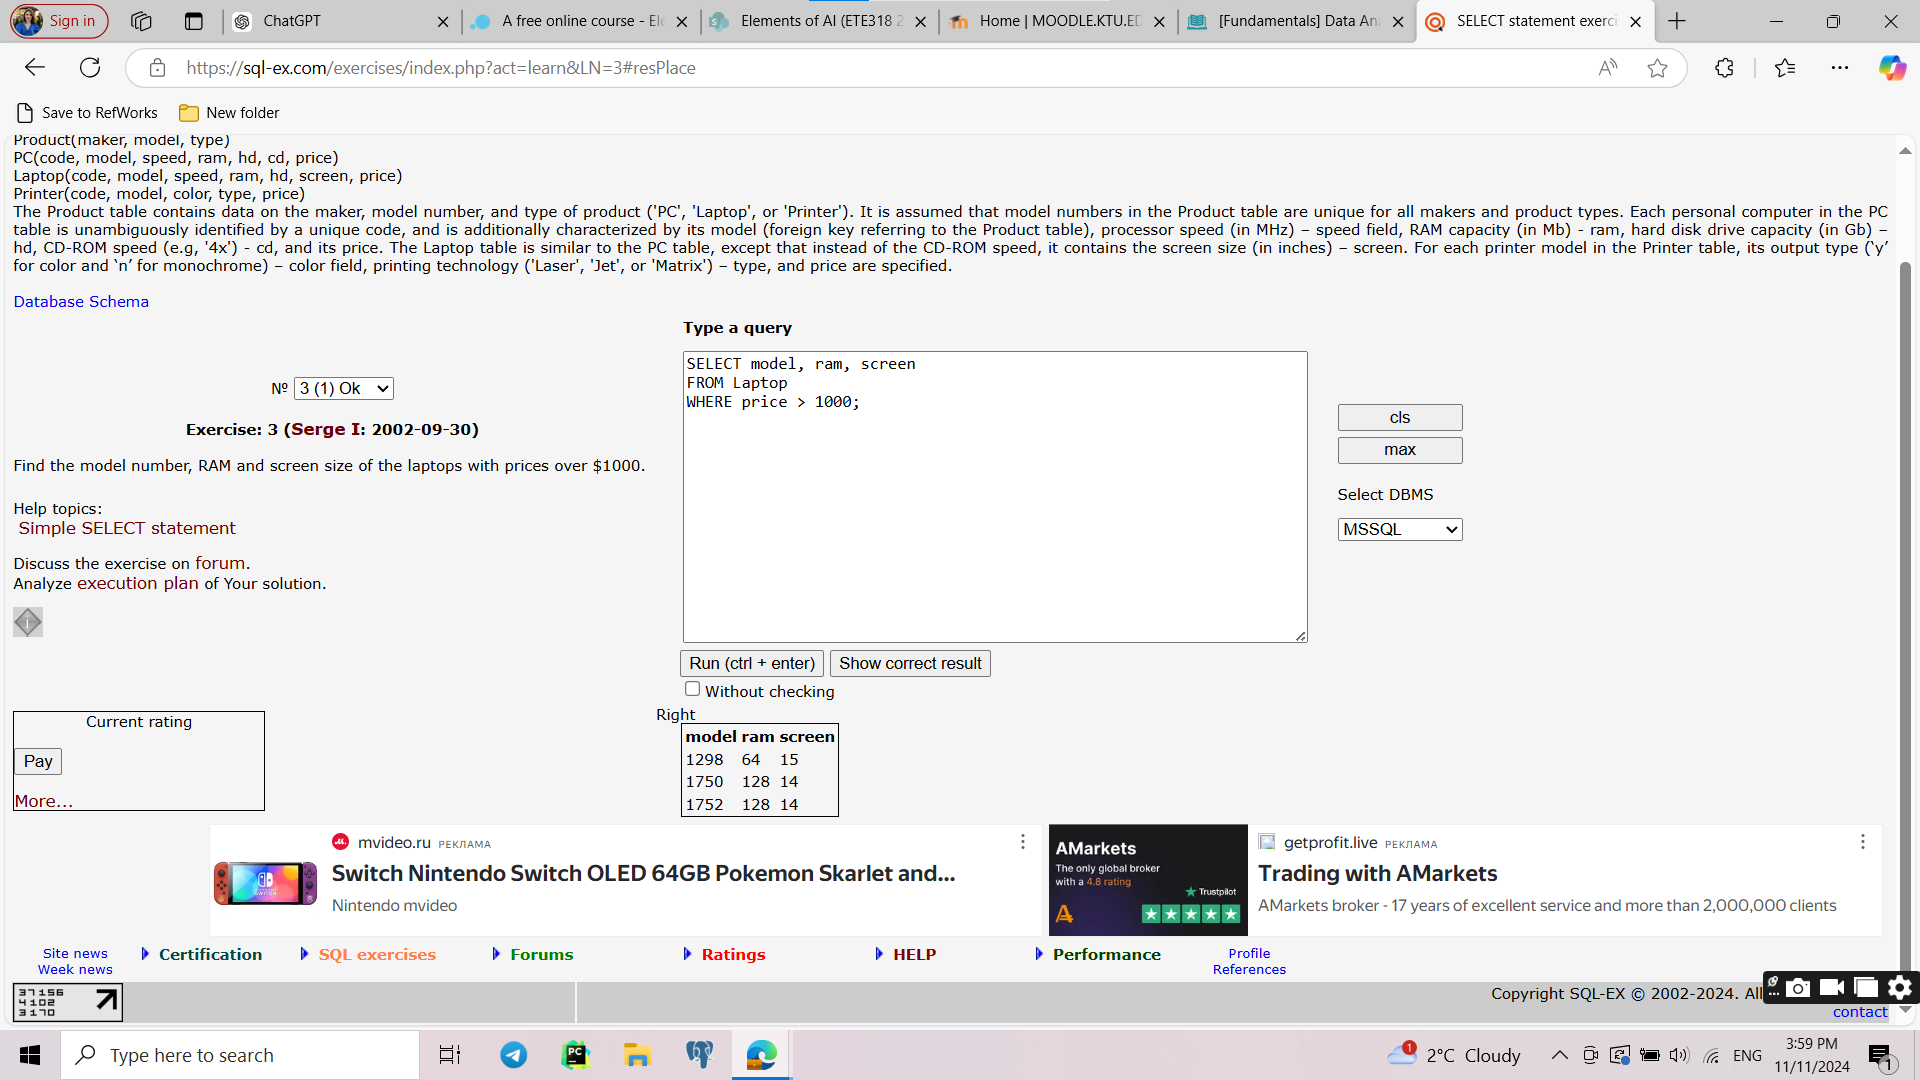 Sign in
ChatGPT
A free online course - Ele
Elements of AI (ETE318 2
Home | MOODLE.KTU.ED
[Fundamentals] Data Ana
SELECT statement exerci
https://sql-ex.com/exercises/index.php?act=learn&LN=3#resPlace
Save to RefWorks
New folder
Product(maker, model, type)
PC(code, model, speed, ram, hd, cd, price)
Laptop(code, model, speed, ram, hd, screen, price)
Printer(code, model, color, type, price)
The Product table contains data on the maker, model number, and type of product ('PC', 'Laptop', or 'Printer'). It is assumed that model numbers in the Product table are unique for all makers and product types. Each personal computer in the PC
table is unambiguously identified by a unique code, and is additionally characterized by its model (foreign key referring to the Product table), processor speed (in MHz) – speed field, RAM capacity (in Mb) - ram, hard disk drive capacity (in Gb) –
hd, CD-ROM speed (e.g, '4x') - cd, and its price. The Laptop table is similar to the PC table, except that instead of the CD-ROM speed, it contains the screen size (in inches) – screen. For each printer model in the Printer table, its output type (‘y’
for color and ‘n’ for monochrome) – color field, printing technology ('Laser', 'Jet', or 'Matrix') – type, and price are specified.
Database Schema
Type a query
SELECT model, ram, screen
FROM Laptop
WHERE price > 1000;
№ 3 (1) Ok
Exercise: 3 (Serge I: 2002-09-30)
Find the model number, RAM and screen size of the laptops with prices over $1000.
Help topics:
Simple SELECT statement
Discuss the exercise on forum.
Analyze execution plan of Your solution.
cls
max
Select DBMS
MSSQL
Run (ctrl + enter)
Show correct result
Without checking
Right
model ram screen
1298 64 15
1750 128 14
1752 128 14
Current rating
Pay
More...
mvideo.ru РЕКЛАМА
Switch Nintendo Switch OLED 64GB Pokemon Skarlet and...
Nintendo mvideo
AMarkets
The only global broker
with a 4.8 rating
Trustpilot
getprofit.live РЕКЛАМА
Trading with AMarkets
AMarkets broker - 17 years of excellent service and more than 2,000,000 clients
Site news
Week news
Certification
SQL exercises
Forums
Ratings
HELP
Performance
Profile
References
37156
4102
3170
Copyright SQL-EX © 2002-2024. All
contact
Type here to search
PC
1
2°C Cloudy
ENG
3:59 PM
11/11/2024
1